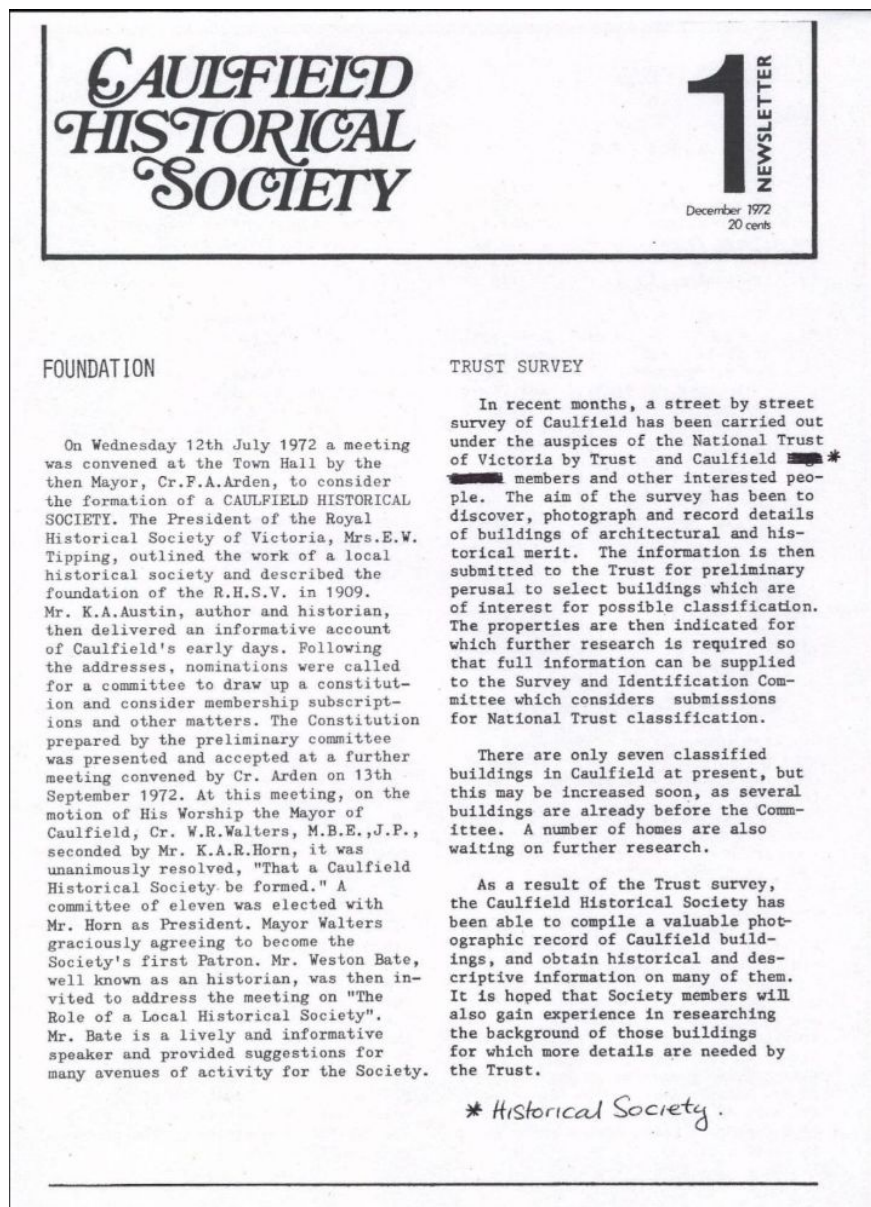 CAULFIELD
HISTORICAL
SOCIETY
1
NEWSLETTER
December 1972
20 cents
FOUNDATION
On Wednesday 12th July 1972 a meeting
was convened at the Town Hall by the
then Mayor, Cr.F.A.Arden, to consider
the formation of a CAULFIELD HISTORICAL
SOCIETY. The President of the Royal
Historical Society of Victoria, Mrs.E.W.
Tipping, outlined the work of a local
historical society and described the
foundation of the R.H.S.V. in 1909.
Mr. K.A.Austin, author and historian,
then delivered an informative account
of Caulfield's early days. Following
the addresses, nominations were called
for a committee to draw up a constitut-
ion and consider membership subscript-
ions and other matters. The Constitution
prepared by the preliminary committee
was presented and accepted at a further
meeting convened by Cr. Arden on 13th
September 1972. At this meeting, on the
motion of His Worship the Mayor of
Caulfield, Cr. W.R.Walters, M.B.E.,J.P.,
seconded by Mr. K.A.R.Horn, it was
unanimously resolved, "That a Caulfield
Historical Society be formed." A
committee of eleven was elected with
Mr. Horn as President. Mayor Walters
graciously agreeing to become the
Society's first Patron. Mr. Weston Bate,
well known as an historian, was then in-
vited to address the meeting on "The
Role of a Local Historical Society".
Mr. Bate is a lively and informative
speaker and provided suggestions for
many avenues of activity for the Society.
TRUST SURVEY
In recent months, a street by street
survey of Caulfield has been carried out
under the auspices of the National Trust
of Victoria by Trust and Caulfield *
members and other interested peo-
ple. The aim of the survey has been to
discover, photograph and record details
of buildings of architectural and his-
torical merit. The information is then
submitted to the Trust for preliminary
perusal to select buildings which are
of interest for possible classification.
The properties are then indicated for
which further research is required so
that full information can be supplied
to the Survey and Identification Com-
mittee which considers submissions
for National Trust classification.
There are only seven classified
buildings in Caulfield at present, but
this may be increased soon, as several
buildings are already before the Comm-
ittee. A number of homes are also
waiting on further research.
As a result of the Trust survey,
the Caulfield Historical Society has
been able to compile a valuable phot-
ographic record of Caulfield build-
ings, and obtain historical and des-
criptive information on many of them.
It is hoped that Society members will
also gain experience in researching
the background of those buildings
for which more details are needed by
the Trust.
* Historical Society.